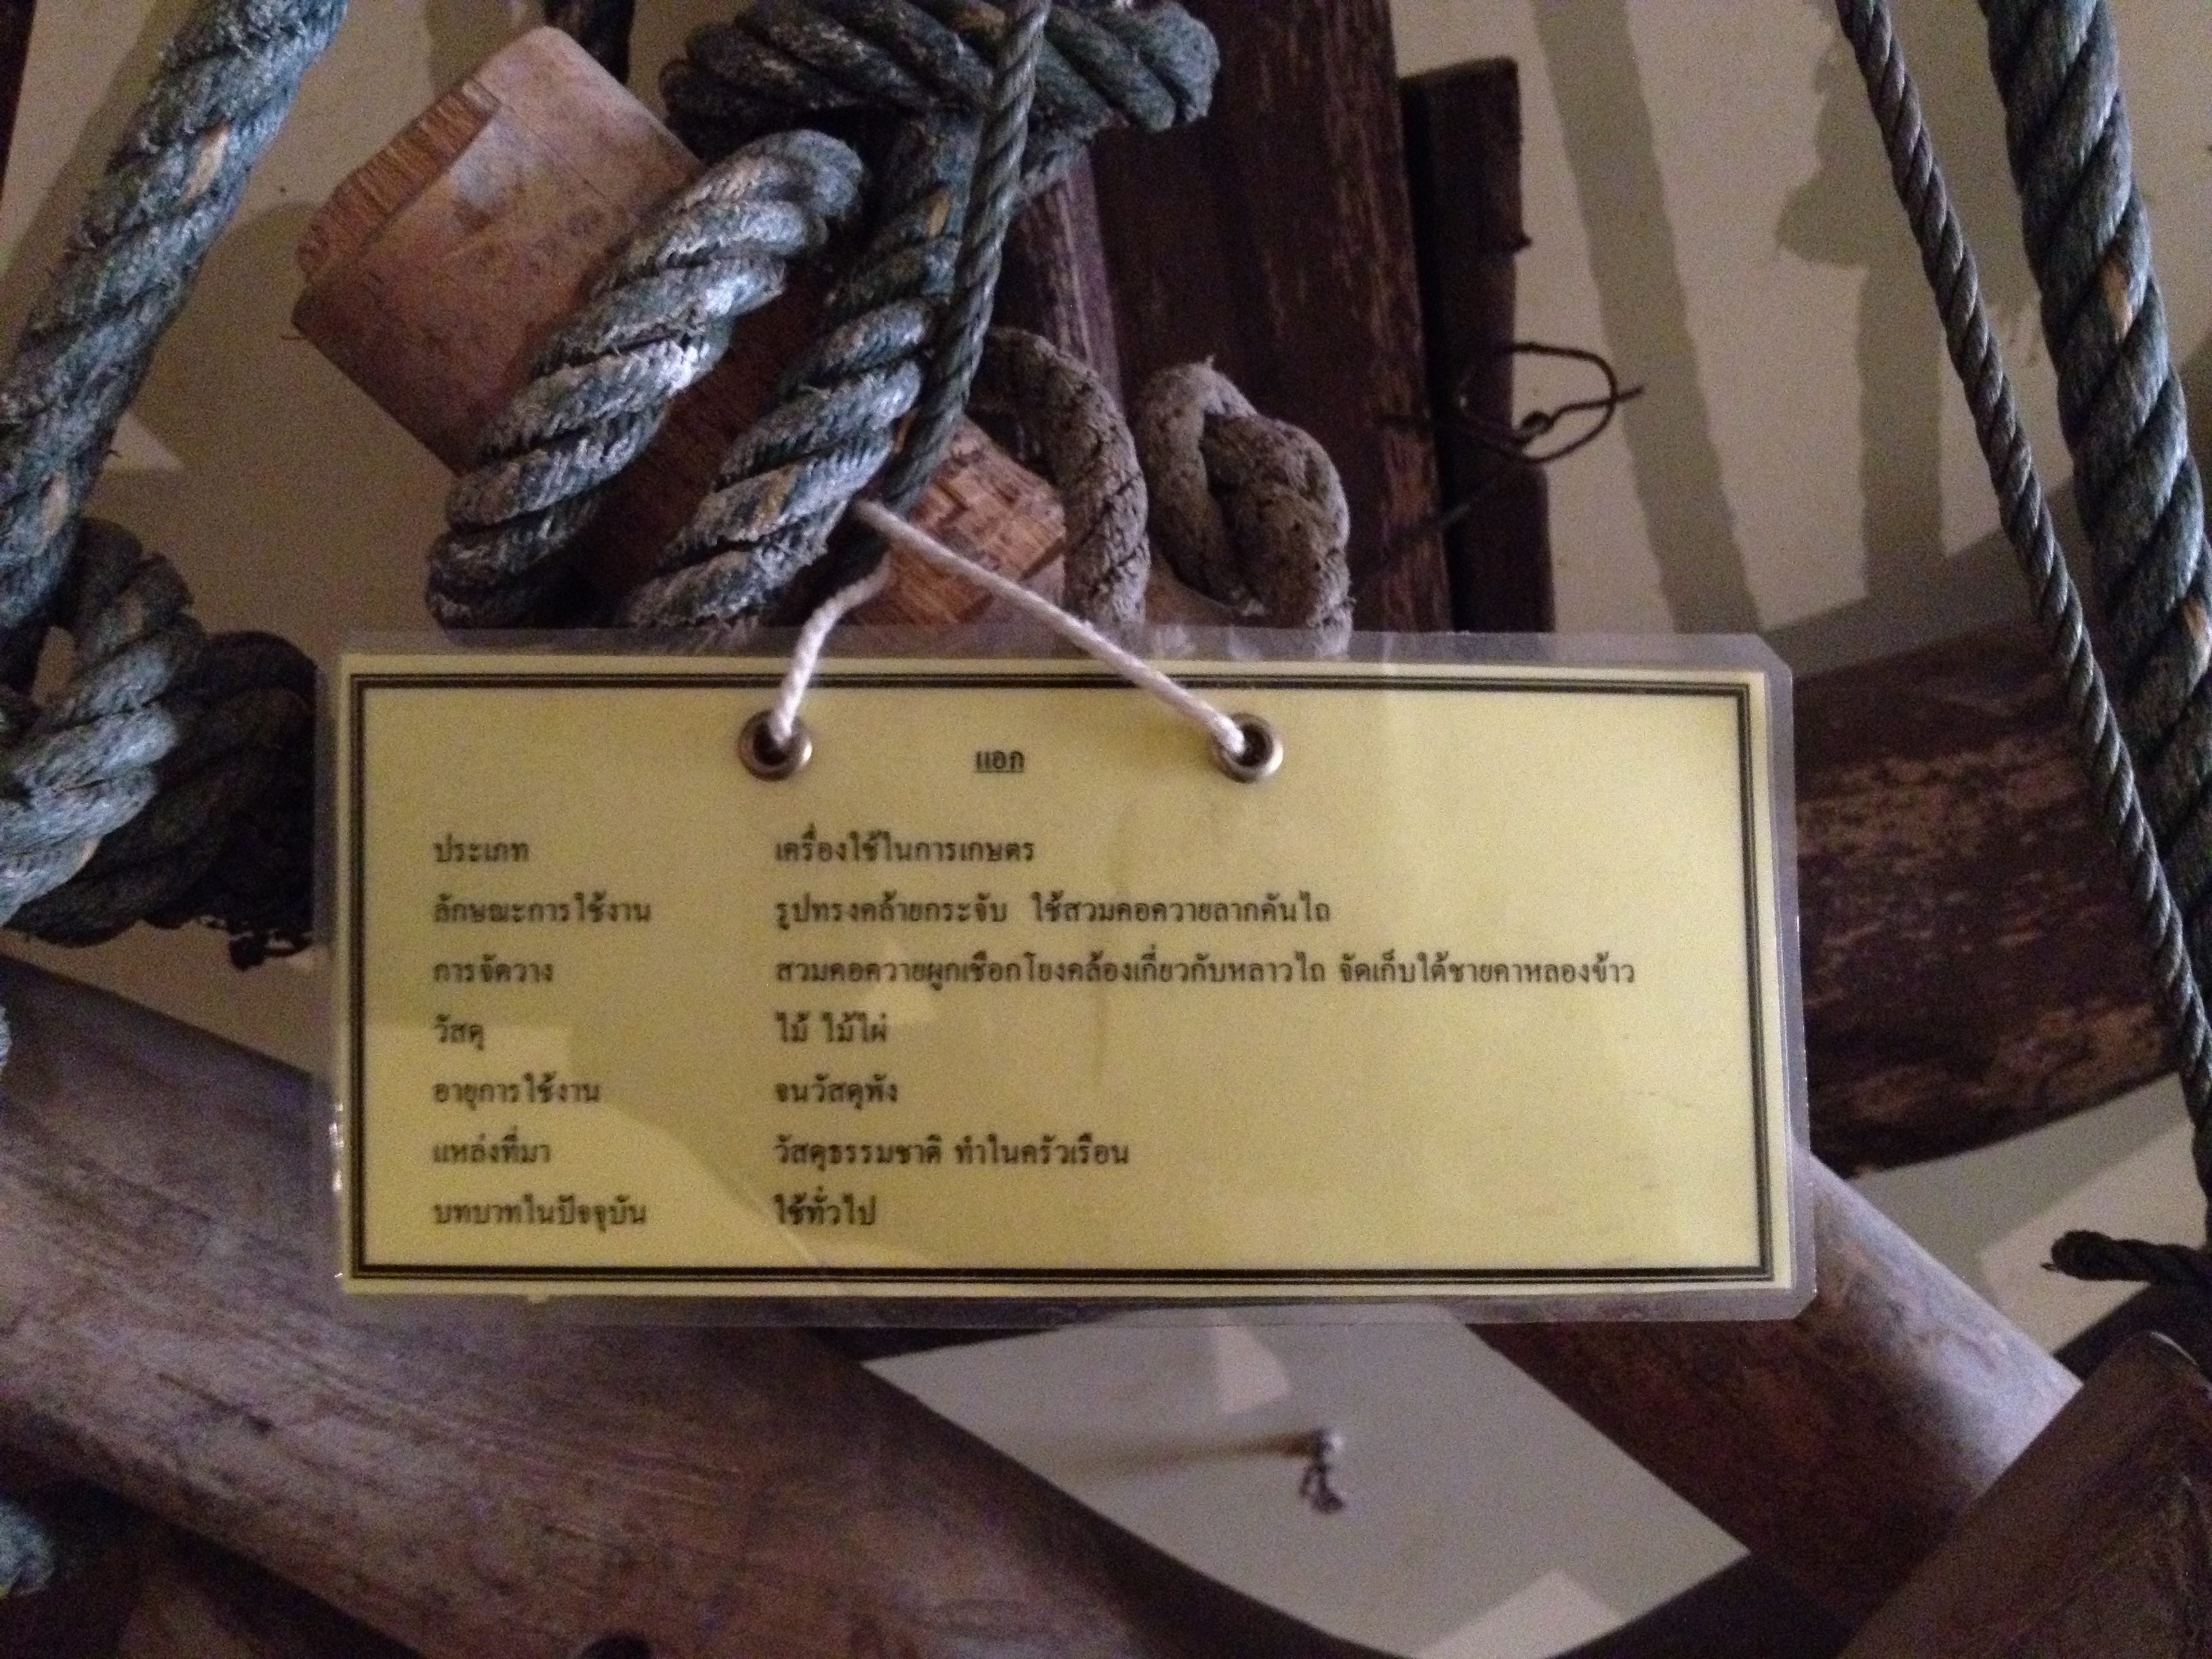 แอก
ประเภท เครื่องใช้ในการเกษตร
ลักษณะการใช้งาน รูปทรงคล้ายกระจับ ใช้สวมคอควายลากคันไถ
การจัดวาง สวมคอควายผูกเชือกโยงคล้องเกี่ยวกับหลาวไถ จัดเก็บใต้ชายคาหลองข้าว
วัสดุ ไม้ ไม้ไผ่
อายุการใช้งาน จนวัสดุพัง
แหล่งที่มา วัสดุธรรมชาติ ทำในครัวเรือน
บทบาทในปัจจุบัน ใช้ทั่วไป